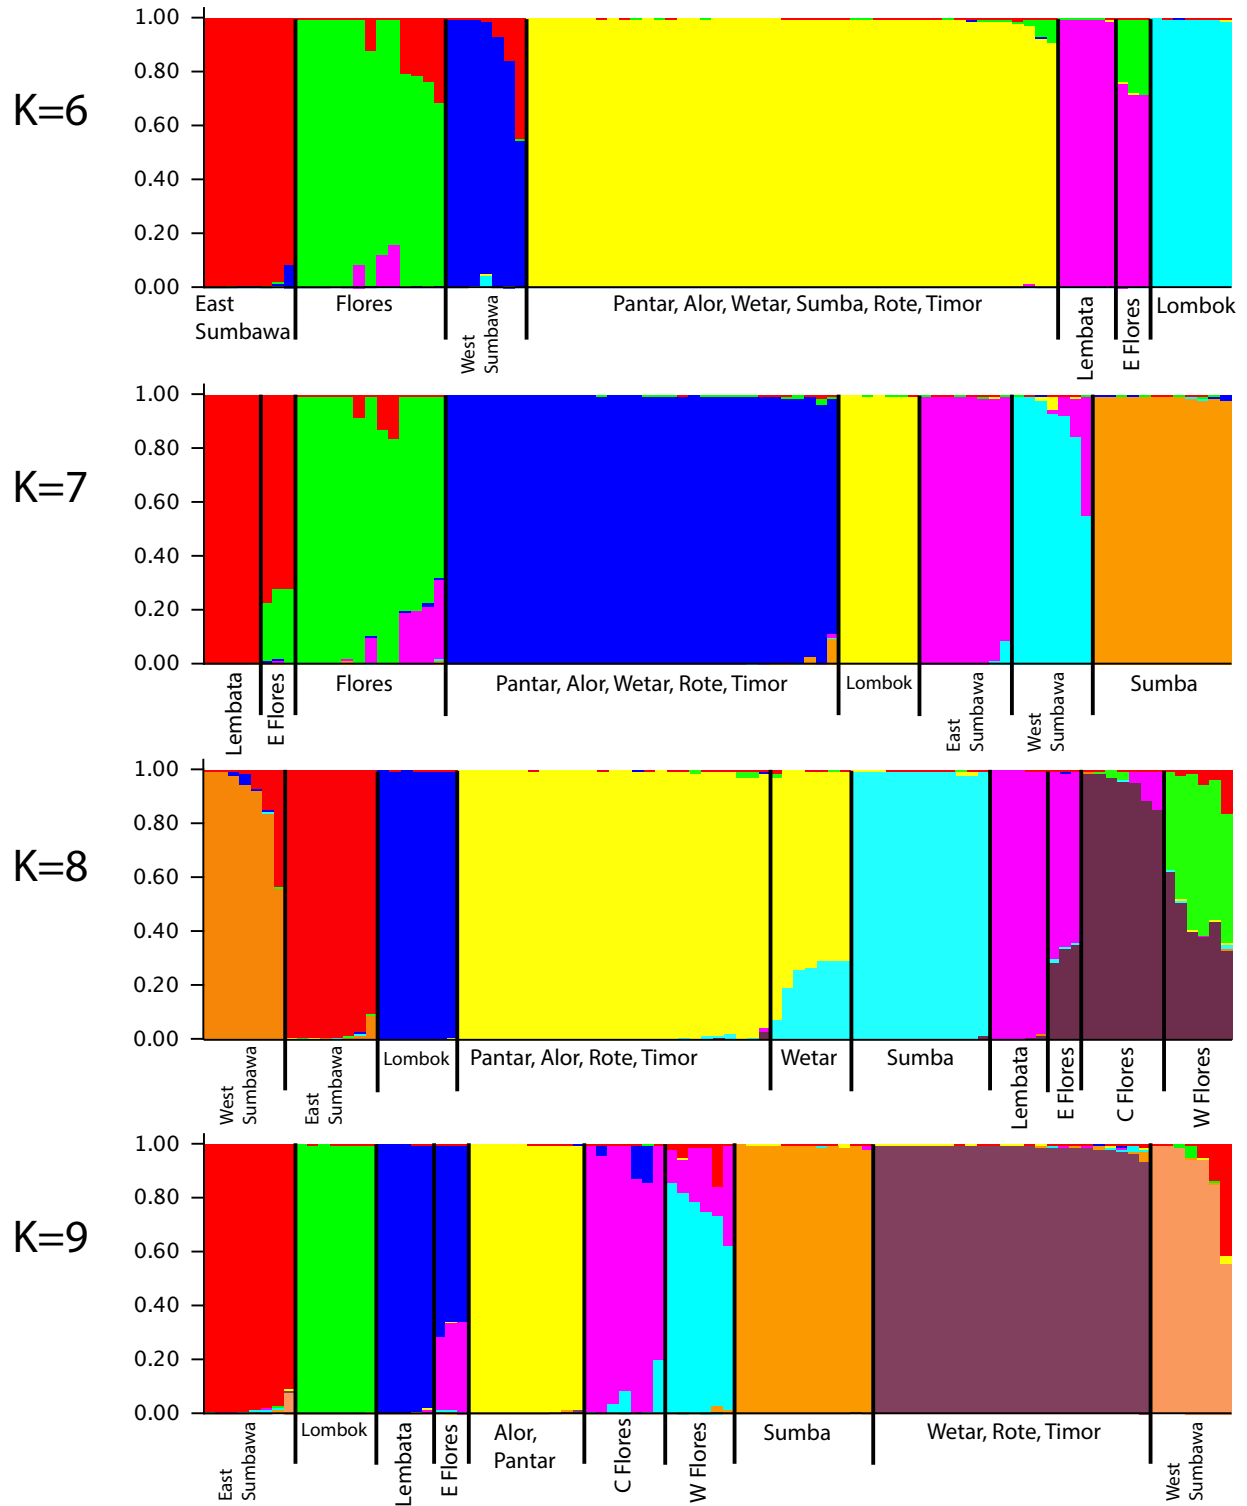 K=6
1.00
0.80
0.60
0.40
0.20
0.00
East
Sumbawa
Flores
West
Sumbawa
Pantar, Alor, Wetar, Sumba, Rote, Timor
Lembata
E Flores
Lombok
K=7
1.00
0.80
0.60
0.40
0.20
0.00
Lembata
E Flores
Flores
Pantar, Alor, Wetar, Rote, Timor
Lombok
East
Sumbawa
West
Sumbawa
Sumba
K=8
1.00
0.80
0.60
0.40
0.20
0.00
West
Sumbawa
East
Sumbawa
Lombok
Pantar, Alor, Rote, Timor
Wetar
Sumba
Lembata
E Flores
C Flores
W Flores
K=9
1.00
0.80
0.60
0.40
0.20
0.00
East
Sumbawa
Lombok
Lembata
E Flores
Alor,
Pantar
C Flores
W Flores
Sumba
Wetar, Rote, Timor
West
Sumbawa